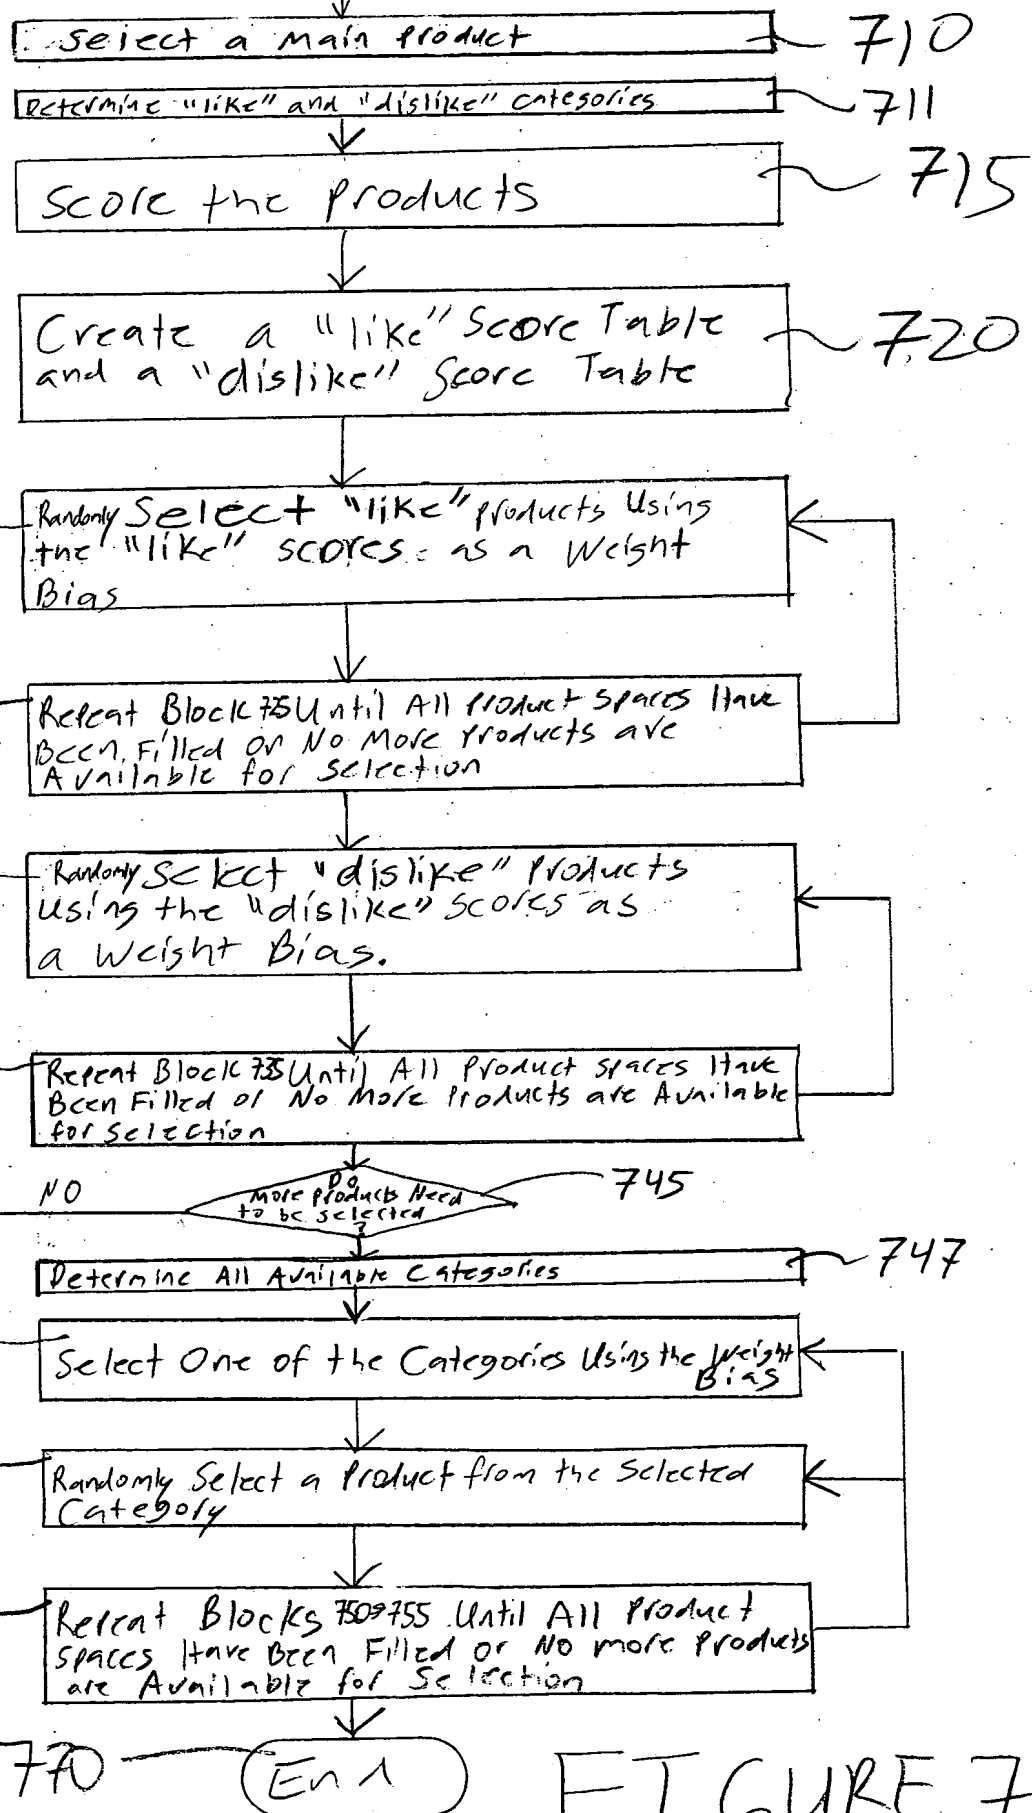 Select a Main Product
710
Determine "like" and "dislike" Categories
711
Score the Products
715
Create a "like" Score Table
and a "dislike" Score Table
720
Randomly Select "like" products Using
the "like" scores as a Weight
Bias
Repeat Block 725 Until All Product Spaces Have
Been Filled or No More Products are
Available for Selection
Randomly Select "dislike" Products
Using the "dislike" scores as
a Weight Bias.
Repeat Block 735 Until All Product Spaces Have
Been Filled or No More Products are Available
for Selection
NO
Do
More Products Need
to be Selected
?
745
Determine All Available Categories
747
Select One of the Categories Using the Weight
Bias
Randomly Select a Product from the Selected
Category
Repeat Blocks 750 755 Until All Product
Spaces Have Been Filled or No more Products
are Available for Selection
770
End
FIGURE 7